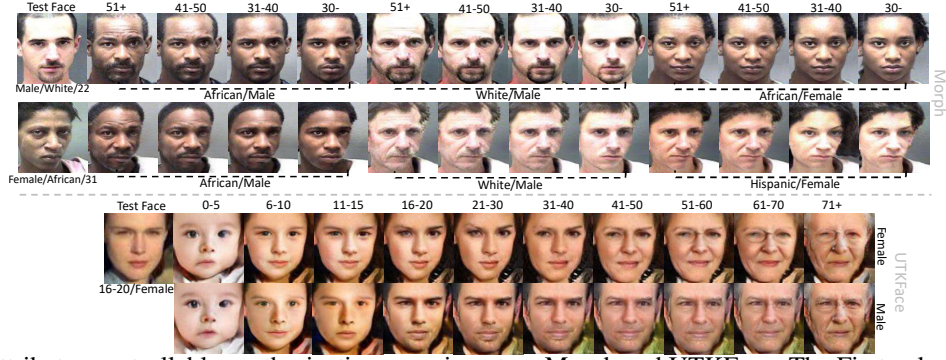 Test Face 51+ 41-50 31-40 30- 51+ 41-50 31-40 30- 51+ 41-50 31-40 30-
Male/White/22
African/Male White/Male African/Female
Morph
Female/African/31
African/Male White/Male Hispanic/Female
Test Face 0-5 6-10 11-15 16-20 21-30 31-40 41-50 51-60 61-70 71+
Female
16-20/Female
UTKFace
Male